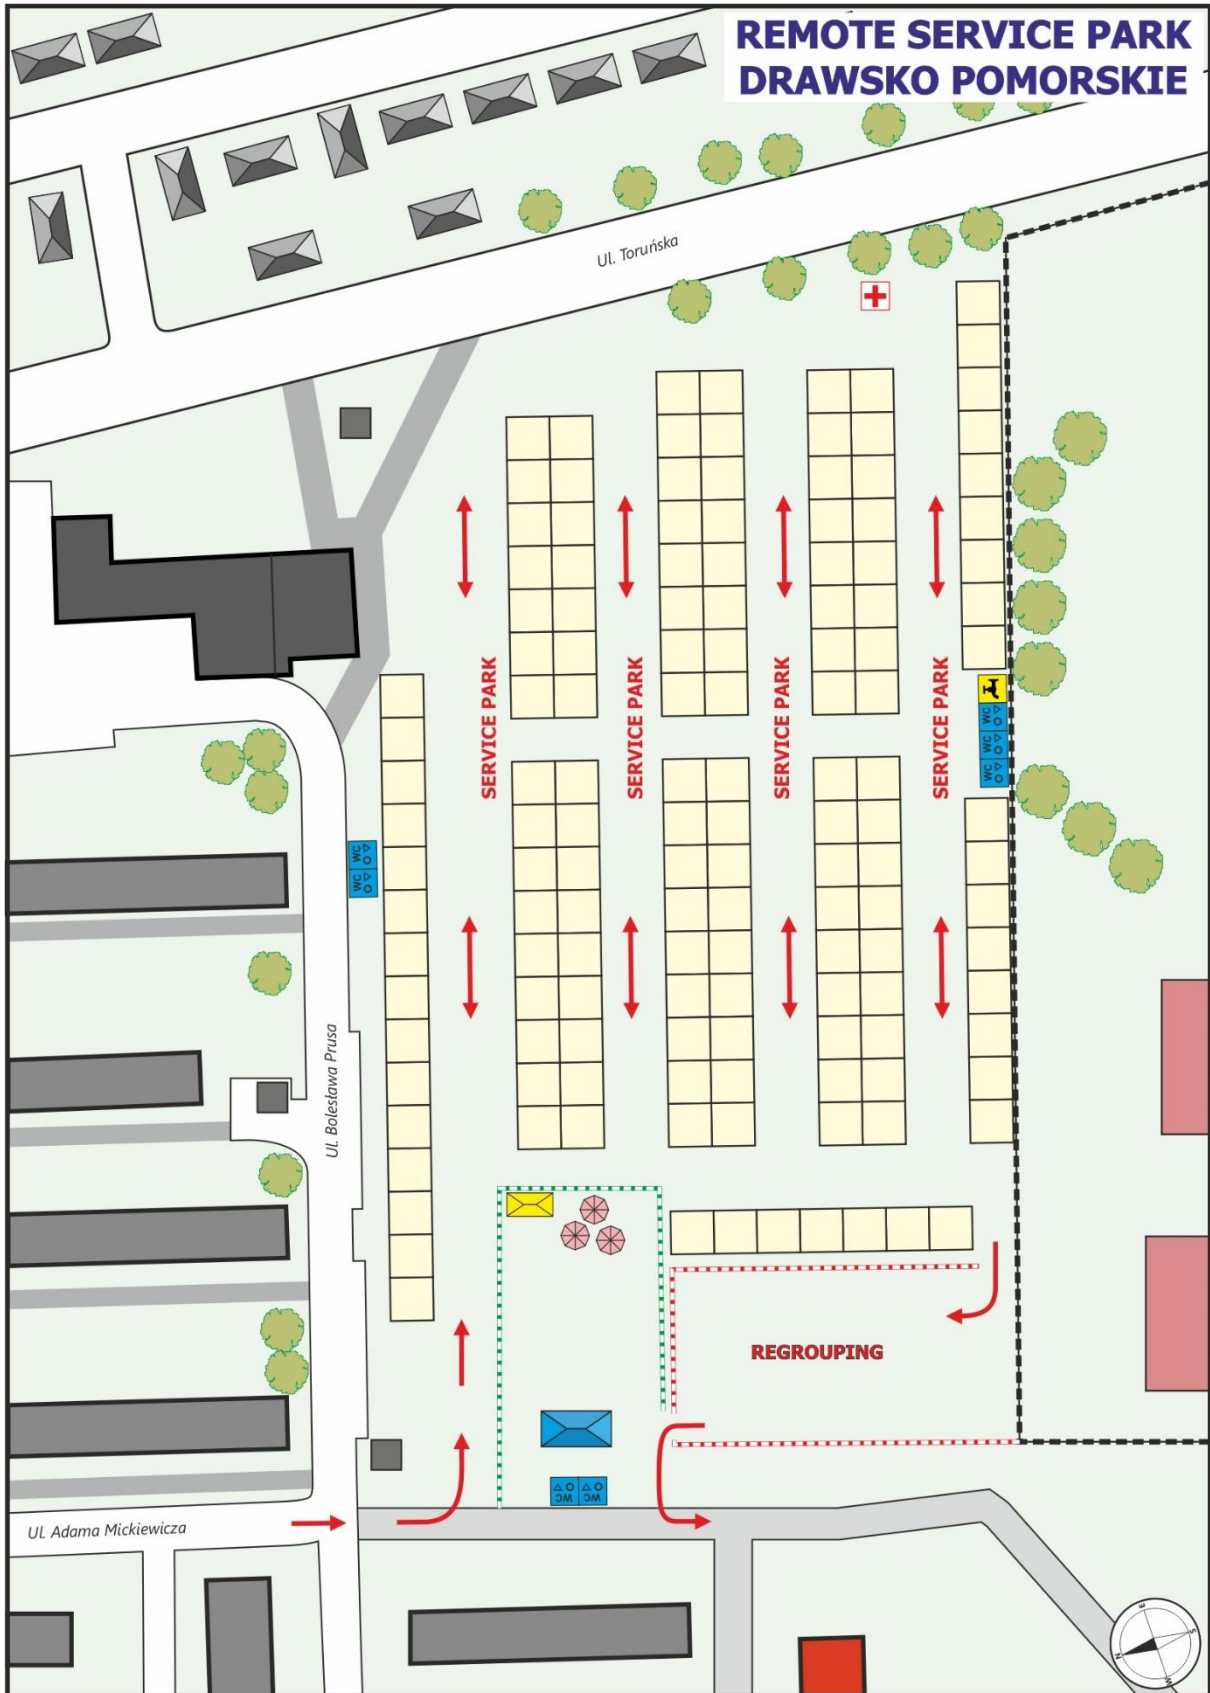 REMOTE SERVICE PARK
DRAWSKO POMORSKIE
Ul. Toruńska
SERVICE PARK
SERVICE PARK
SERVICE PARK
SERVICE PARK
WC
WC
WC
WC
WC
Ul. Bolesława Prusa
REGROUPING
WC
WC
Ul. Adama Mickiewicza
E
S
N
W